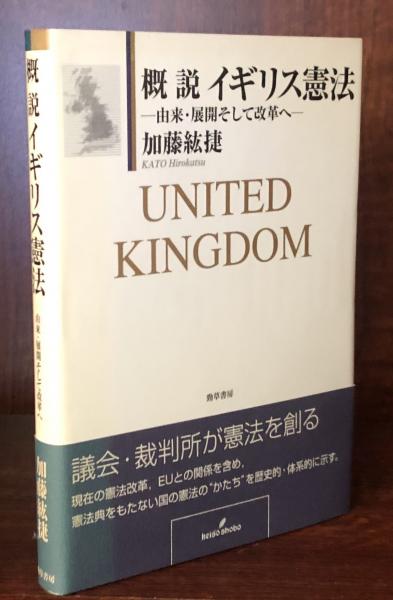 概説 イギリス憲法
―由来・展開そして改革へ―
加藤紘捷
KATO Hirokatsu
UNITED
KINGDOM
勁草書房
議会・裁判所が憲法を創る
現在の憲法改革，EUとの関係を含め，
憲法典をもたない国の憲法の“かたち”を歴史的・体系的に示す。
keiso shobo
概説 イギリス憲法
由来・展開そして改革へ
加藤紘捷
勁草書房